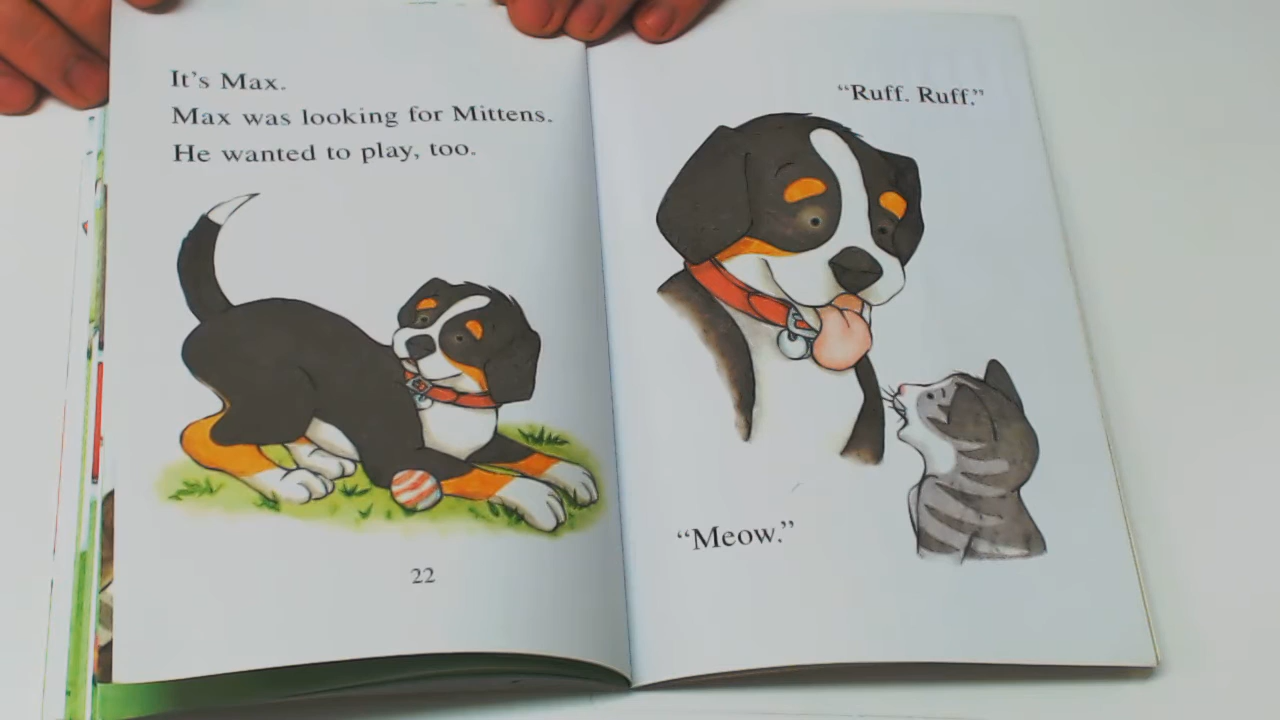 It's Max.
Max was looking for Mittens.
He wanted to play, too.
22
“Ruff. Ruff.”
“Meow.”